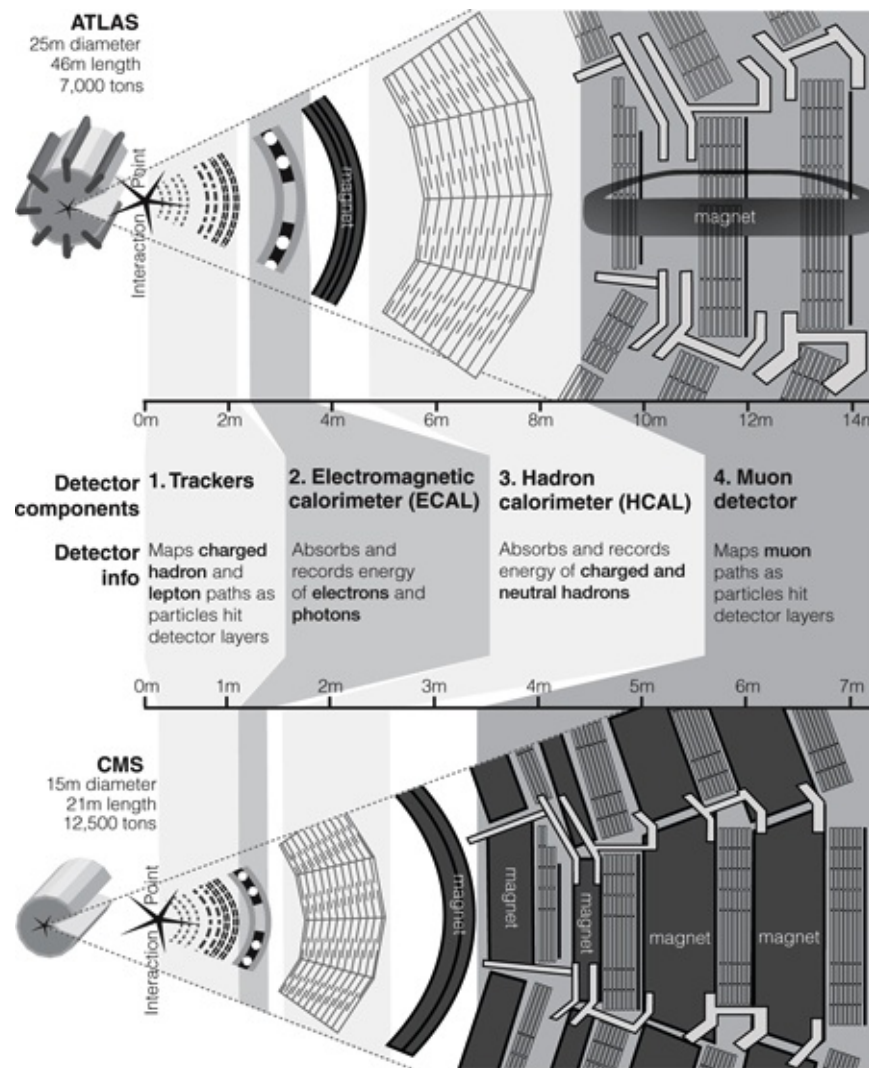 ATLAS
25m diameter
46m length
7,000 tons
Interaction Point
magnet
magnet
0m 2m 4m 6m 8m 10m 12m 14m
Detector
components
1. Trackers
2. Electromagnetic
calorimeter (ECAL)
3. Hadron
calorimeter (HCAL)
4. Muon
detector
Detector
info
Maps charged
hadron and
lepton paths as
particles hit
detector layers
Absorbs and
records energy
of electrons and
photons
Absorbs and records
energy of charged and
neutral hadrons
Maps muon
paths as
particles hit
detector layers
0m 1m 2m 3m 4m 5m 6m 7m
CMS
15m diameter
21m length
12,500 tons
Interaction Point
magnet
magnet
magnet
magnet
magnet